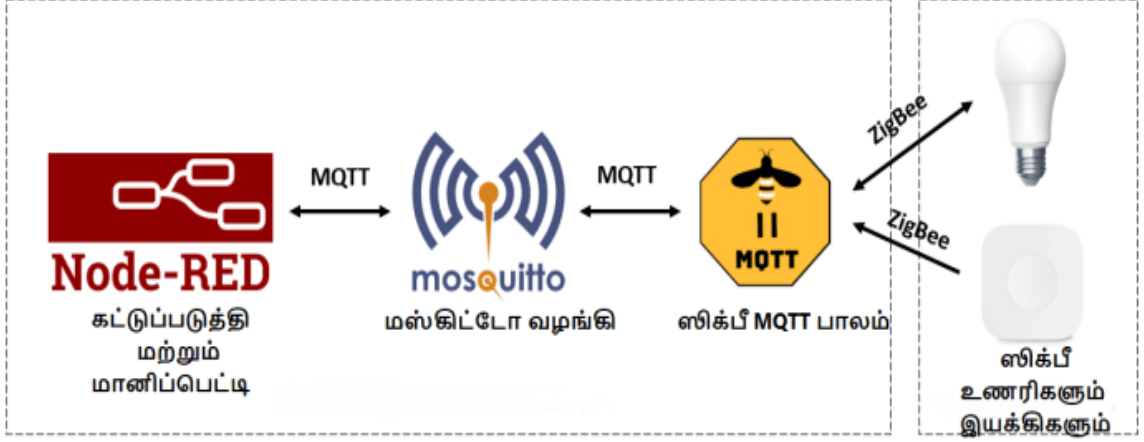 MQTT
MQTT
ZigBee
ZigBee
Node-RED
கட்டுப்படுத்தி
மற்றும்
மானிப்பெட்டி
mosquitto
மஸ்கிட்டோ வழங்கி
MQTT
ஸிக்பீ MQTT பாலம்
ஸிக்பீ
உணரிகளும்
இயக்கிகளும்